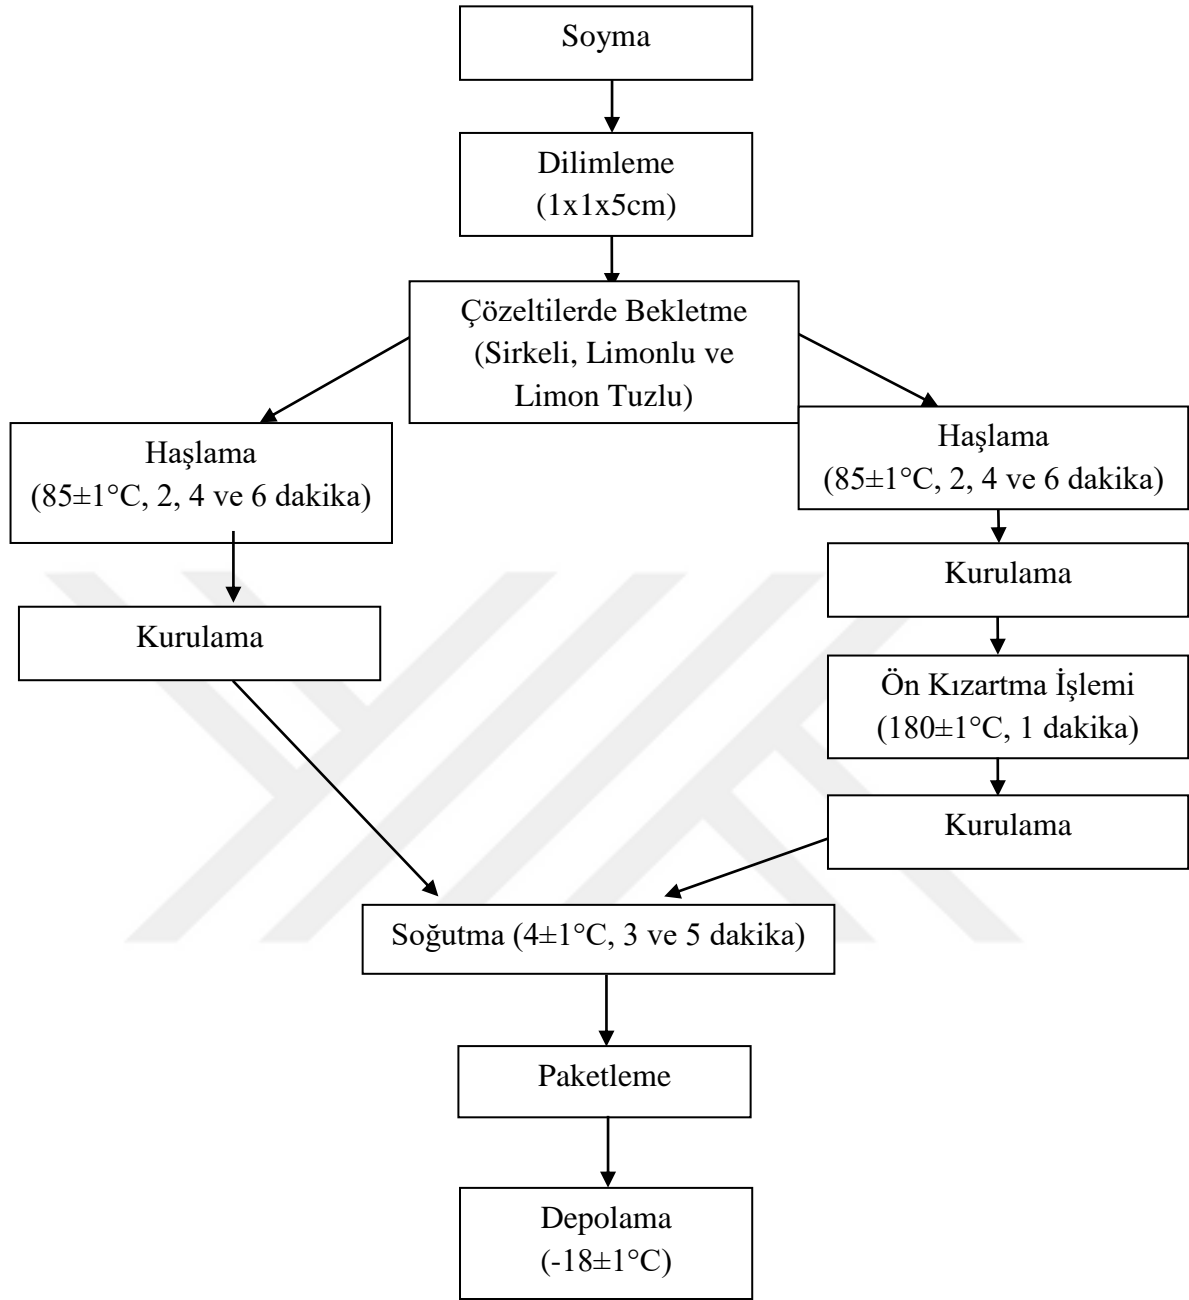 Soyma
Dilimleme
(1x1x5cm)
Çözeltilerde Bekletme
(Sirkeli, Limonlu ve
Limon Tuzlu)
Haşlama
(85±1°C, 2, 4 ve 6 dakika)
Kurulama
Haşlama
(85±1°C, 2, 4 ve 6 dakika)
Kurulama
Ön Kızartma İşlemi
(180±1°C, 1 dakika)
Kurulama
Soğutma (4±1°C, 3 ve 5 dakika)
Paketleme
Depolama
(-18±1°C)